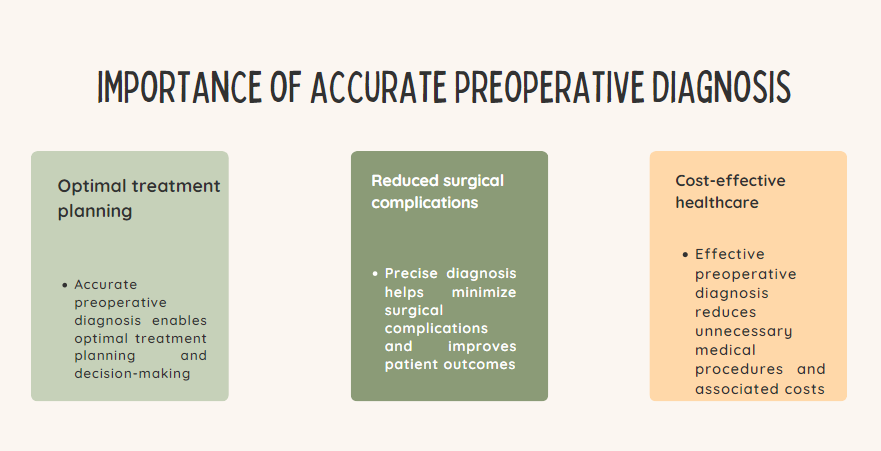 IMPORTANCE OF ACCURATE PREOPERATIVE DIAGNOSIS
Optimal treatment
planning
• Accurate
preoperative
diagnosis enables
optimal treatment
planning and
decision-making
Reduced surgical
complications
• Precise diagnosis
helps minimize
surgical
complications
and improves
patient outcomes
Cost-effective
healthcare
• Effective
preoperative
diagnosis
reduces
unnecessary
medical
procedures and
associated costs